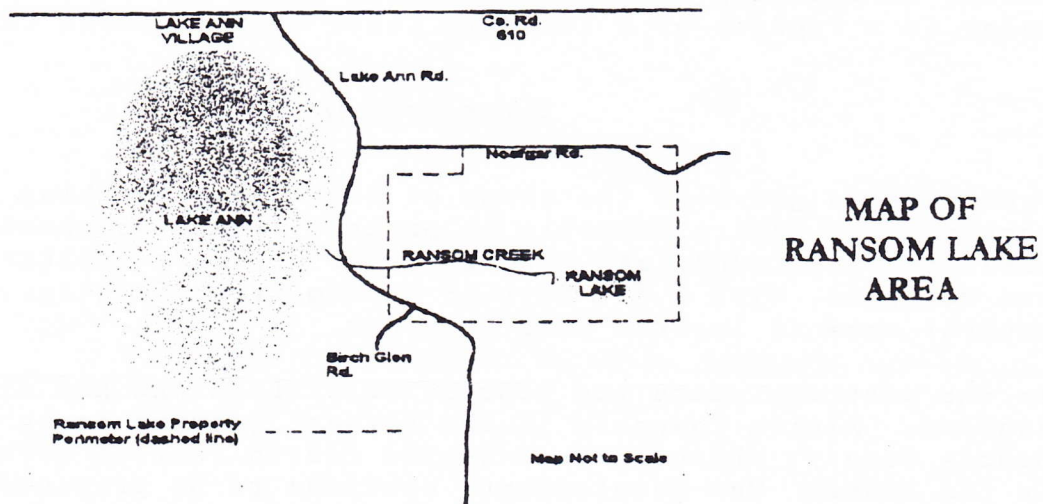 LAKE ANN
VILLAGE
Co. Rd.
610
Lake Ann Rd.
Noafgar Rd.
LAKE ANN
MAP OF
RANSOM LAKE
AREA
RANSOM CREEK
RANSOM
LAKE
Birch Glen
Rd.
Ransom Lake Property
Perimeter (dashed line)
Map Not to Scale